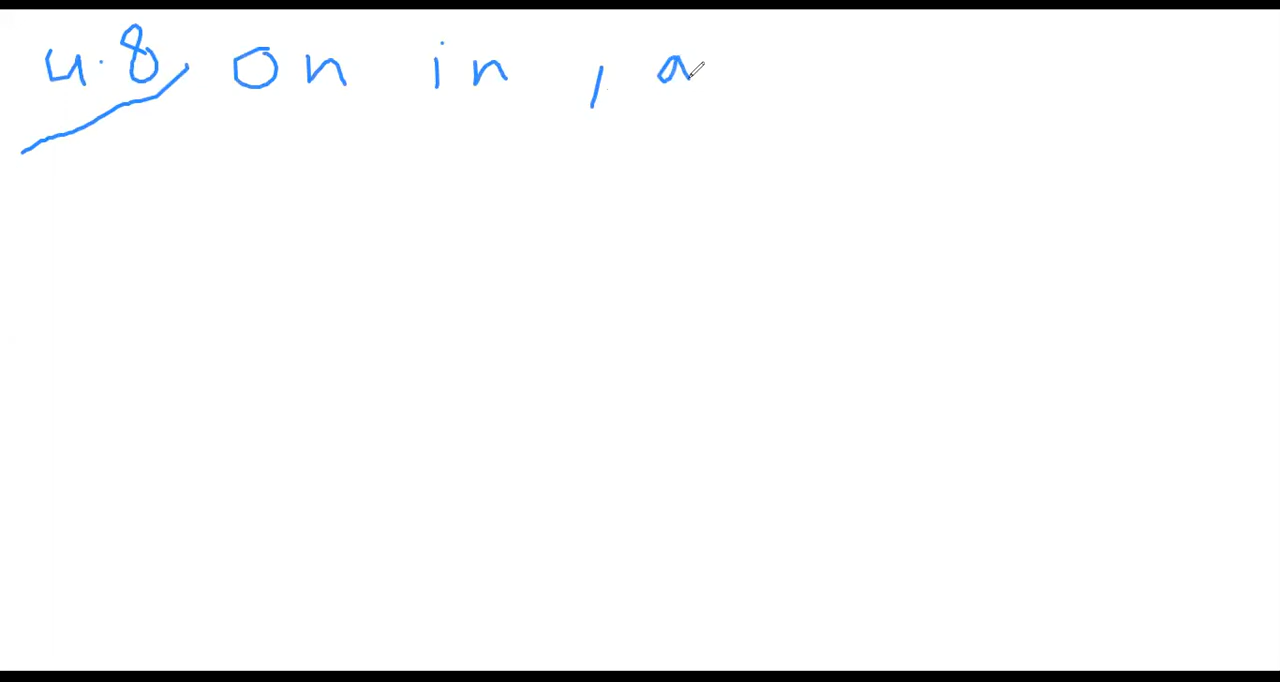 4.8, on in , a